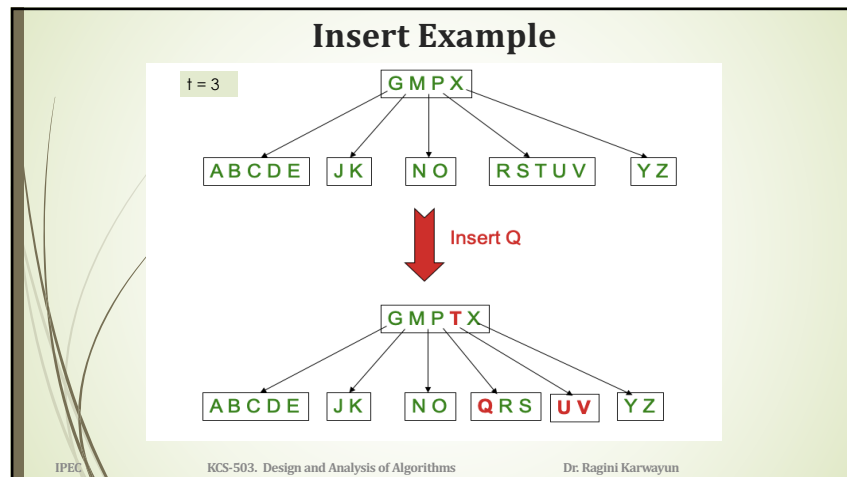 Insert Example
t = 3
G M P X
A B C D E J K N O R S T U V Y Z
Insert Q
G M P T X
A B C D E J K N O Q R S U V Y Z
IPEC KCS-503. Design and Analysis of Algorithms Dr. Ragini Karwayun